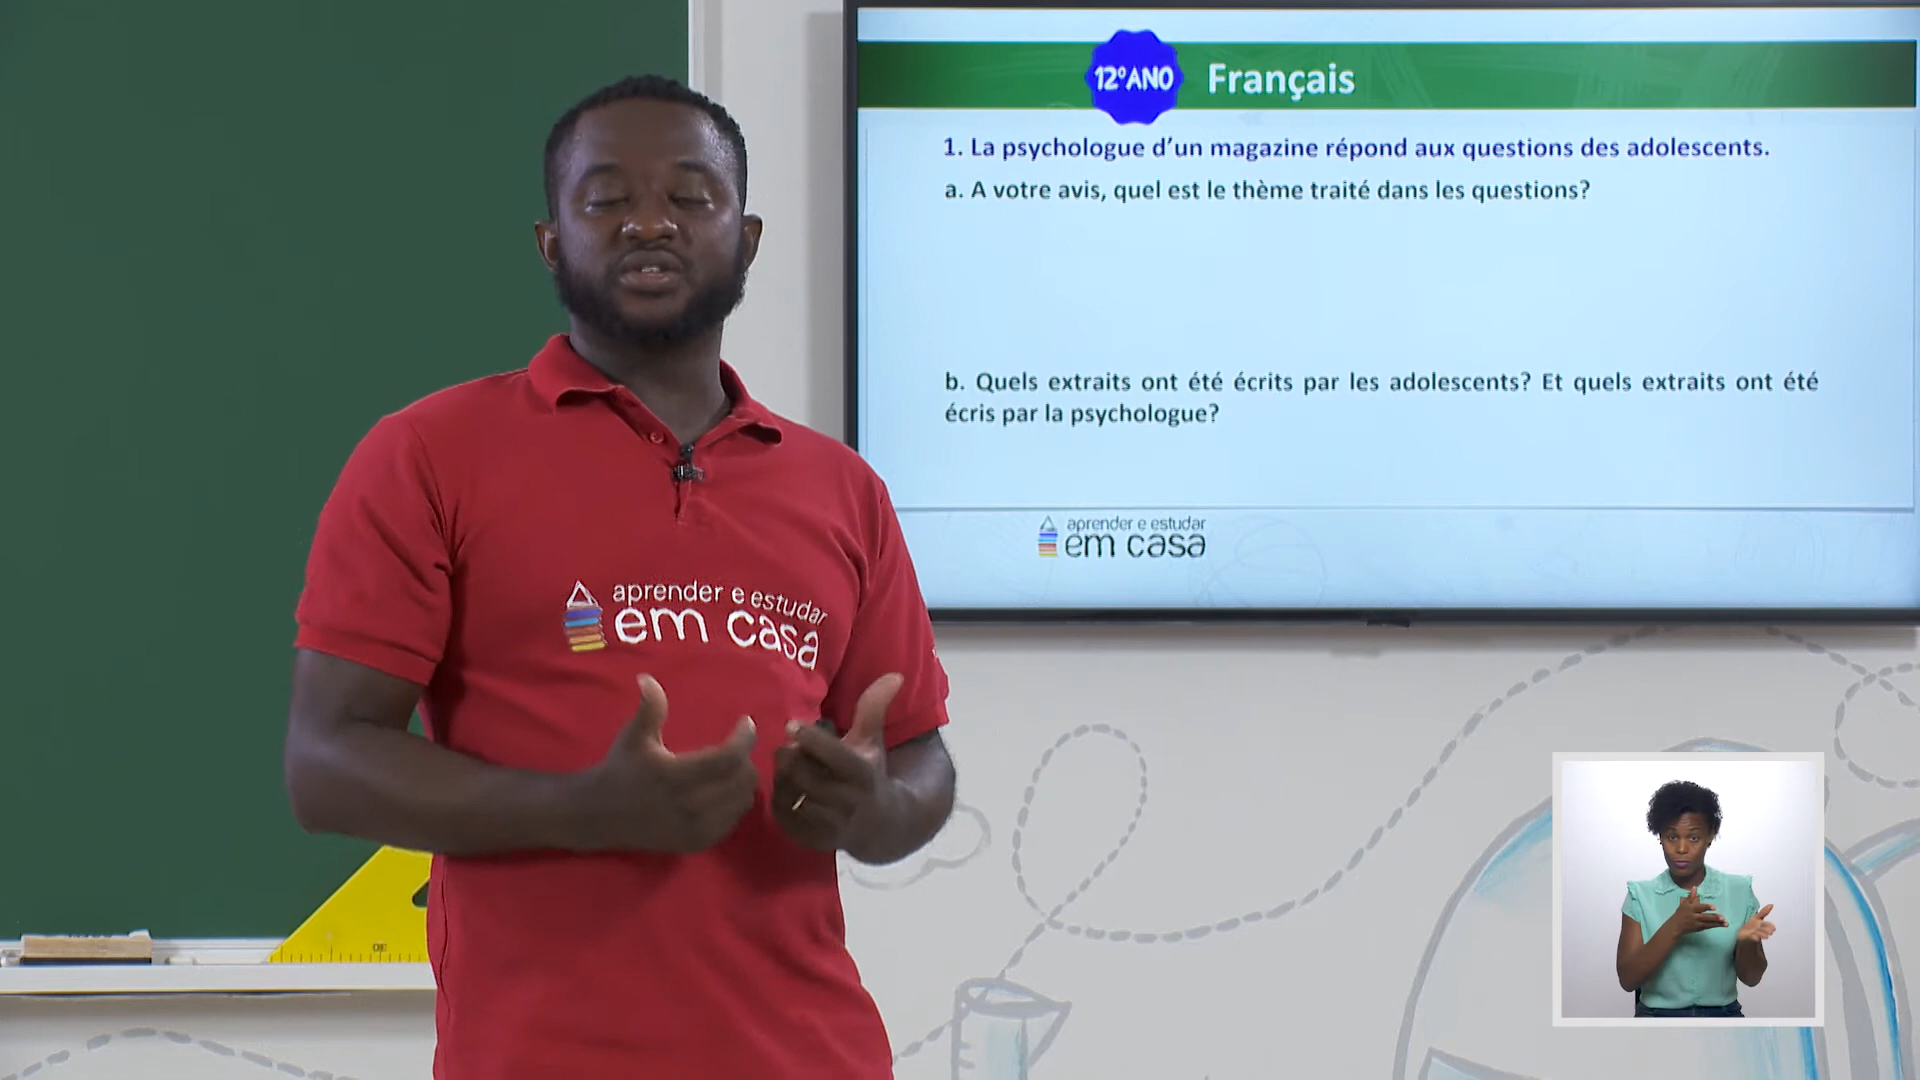 12ºANO Français
1. La psychologue d’un magazine répond aux questions des adolescents.
a. A votre avis, quel est le thème traité dans les questions?
b. Quels extraits ont été écrits par les adolescents? Et quels extraits ont été
écris par la psychologue?
aprender e estudar
em casa
aprender e estudar
em casa